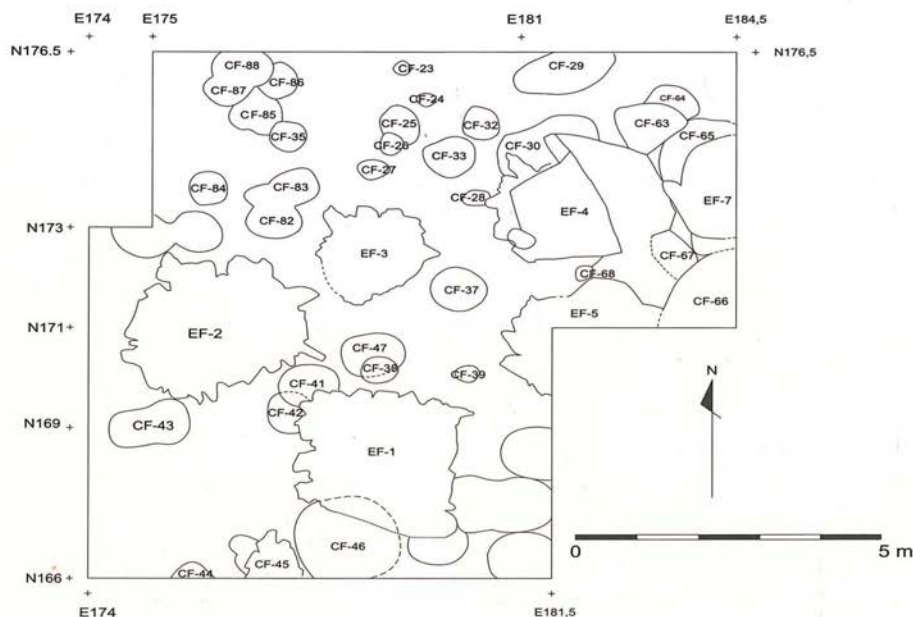 E174 E175 E181 E184,5
N176.5 N176,5
CF-88 CF-23 CF-29
CF-87 CF-86
CF-24 CF-64
CF-85 CF-25 CF-32 CF-63
CF-35 CF-26 CF-33 CF-30 CF-65
CF-27
CF-84 CF-83 CF-28 EF-7
CF-82 EF-4
N173
EF-3 CF-67
CF-37 CF-68 CF-66
EF-5
N171
EF-2
CF-47
CF-38 CF-39
CF-41
CF-42
N169
CF-43
EF-1
N
CF-46
0 5 m
CF-44 CF-45
N166
E174 E181,5